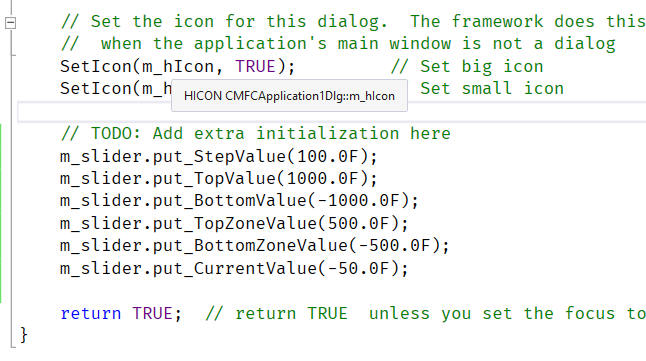 // Set the icon for this dialog.  The framework does this
//  when the application's main window is not a dialog
SetIcon(m_hIcon, TRUE);			// Set big icon
SetIcon(m_h Set small icon
HICON CMFCApplication1Dlg::m_hIcon
// TODO: Add extra initialization here
m_slider.put_StepValue(100.0F);
m_slider.put_TopValue(1000.0F);
m_slider.put_BottomValue(-1000.0F);
m_slider.put_TopZoneValue(500.0F);
m_slider.put_BottomZoneValue(-500.0F);
m_slider.put_CurrentValue(-50.0F);
return TRUE;  // return TRUE  unless you set the focus to
}